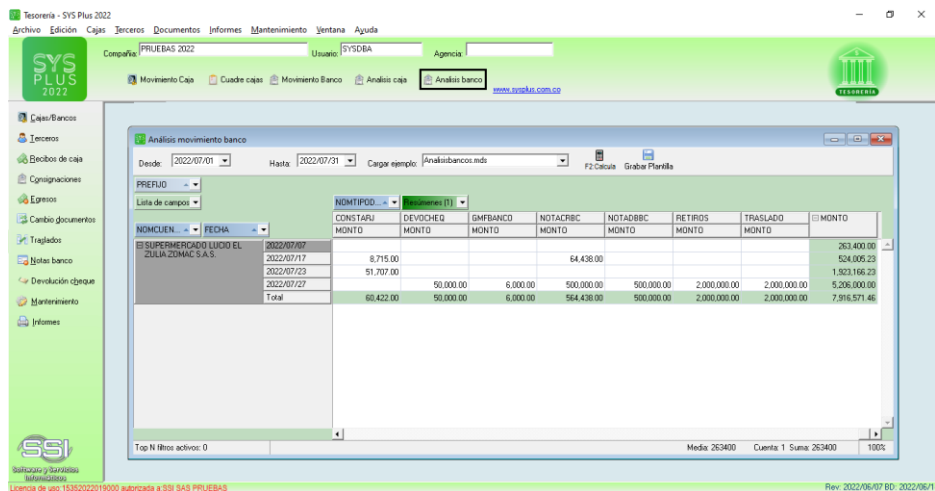 Tesorería - SYS Plus 2022
Archivo Edición Cajas Terceros Documentos Informes Mantenimiento Ventana Ayuda
SYS PLUS 2022
Compañia: PRUEBAS 2022 Usuario: SYSDBA Agencia:
Movimiento Caja Cuadre cajas Movimiento Banco Analisis caja Analisis banco
www.sysplus.com.co
TESORERÍA
Cajas/Bancos
Terceros
Recibos de caja
Consignaciones
Egresos
Cambio documentos
Traglados
Notas banco
Devolución cheque
Mantenimiento
Informes
Análisis movimiento banco
Desde: 2022/07/01 Hasta: 2022/07/31 Cargar ejemplo: Analisisbancos.mds F2:Calcula Grabar Plantilla
PREFIJO
Lista de campos NOMTIPOD... Resúmenes (1)
CONSTARJ DEVOCHEQ GMFBANCO NOTACRBC NOTADBBC RETIROS TRASLADO MONTO
NOMCUEN... FECHA MONTO MONTO MONTO MONTO MONTO MONTO MONTO
SUPERMERCADO LUCIO EL ZULIA ZOMAC S.A.S. 2022/07/07 263,400.00
2022/07/17 8,715.00 64,438.00 524,005.23
2022/07/23 51,707.00 1,923,166.23
2022/07/27 50,000.00 6,000.00 500,000.00 500,000.00 2,000,000.00 2,000,000.00 5,206,000.00
Total 60,422.00 50,000.00 6,000.00 564,438.00 500,000.00 2,000,000.00 2,000,000.00 7,916,571.46
Top N filtros activos: 0 Media: 263400 Cuenta: 1 Suma: 263400 100%
SSI
Software y Servicios
Informáticos
Licencia de uso:15352022019000 autorizada a:SSI SAS PRUEBAS Rev: 2022/06/07 BD: 2022/06/1